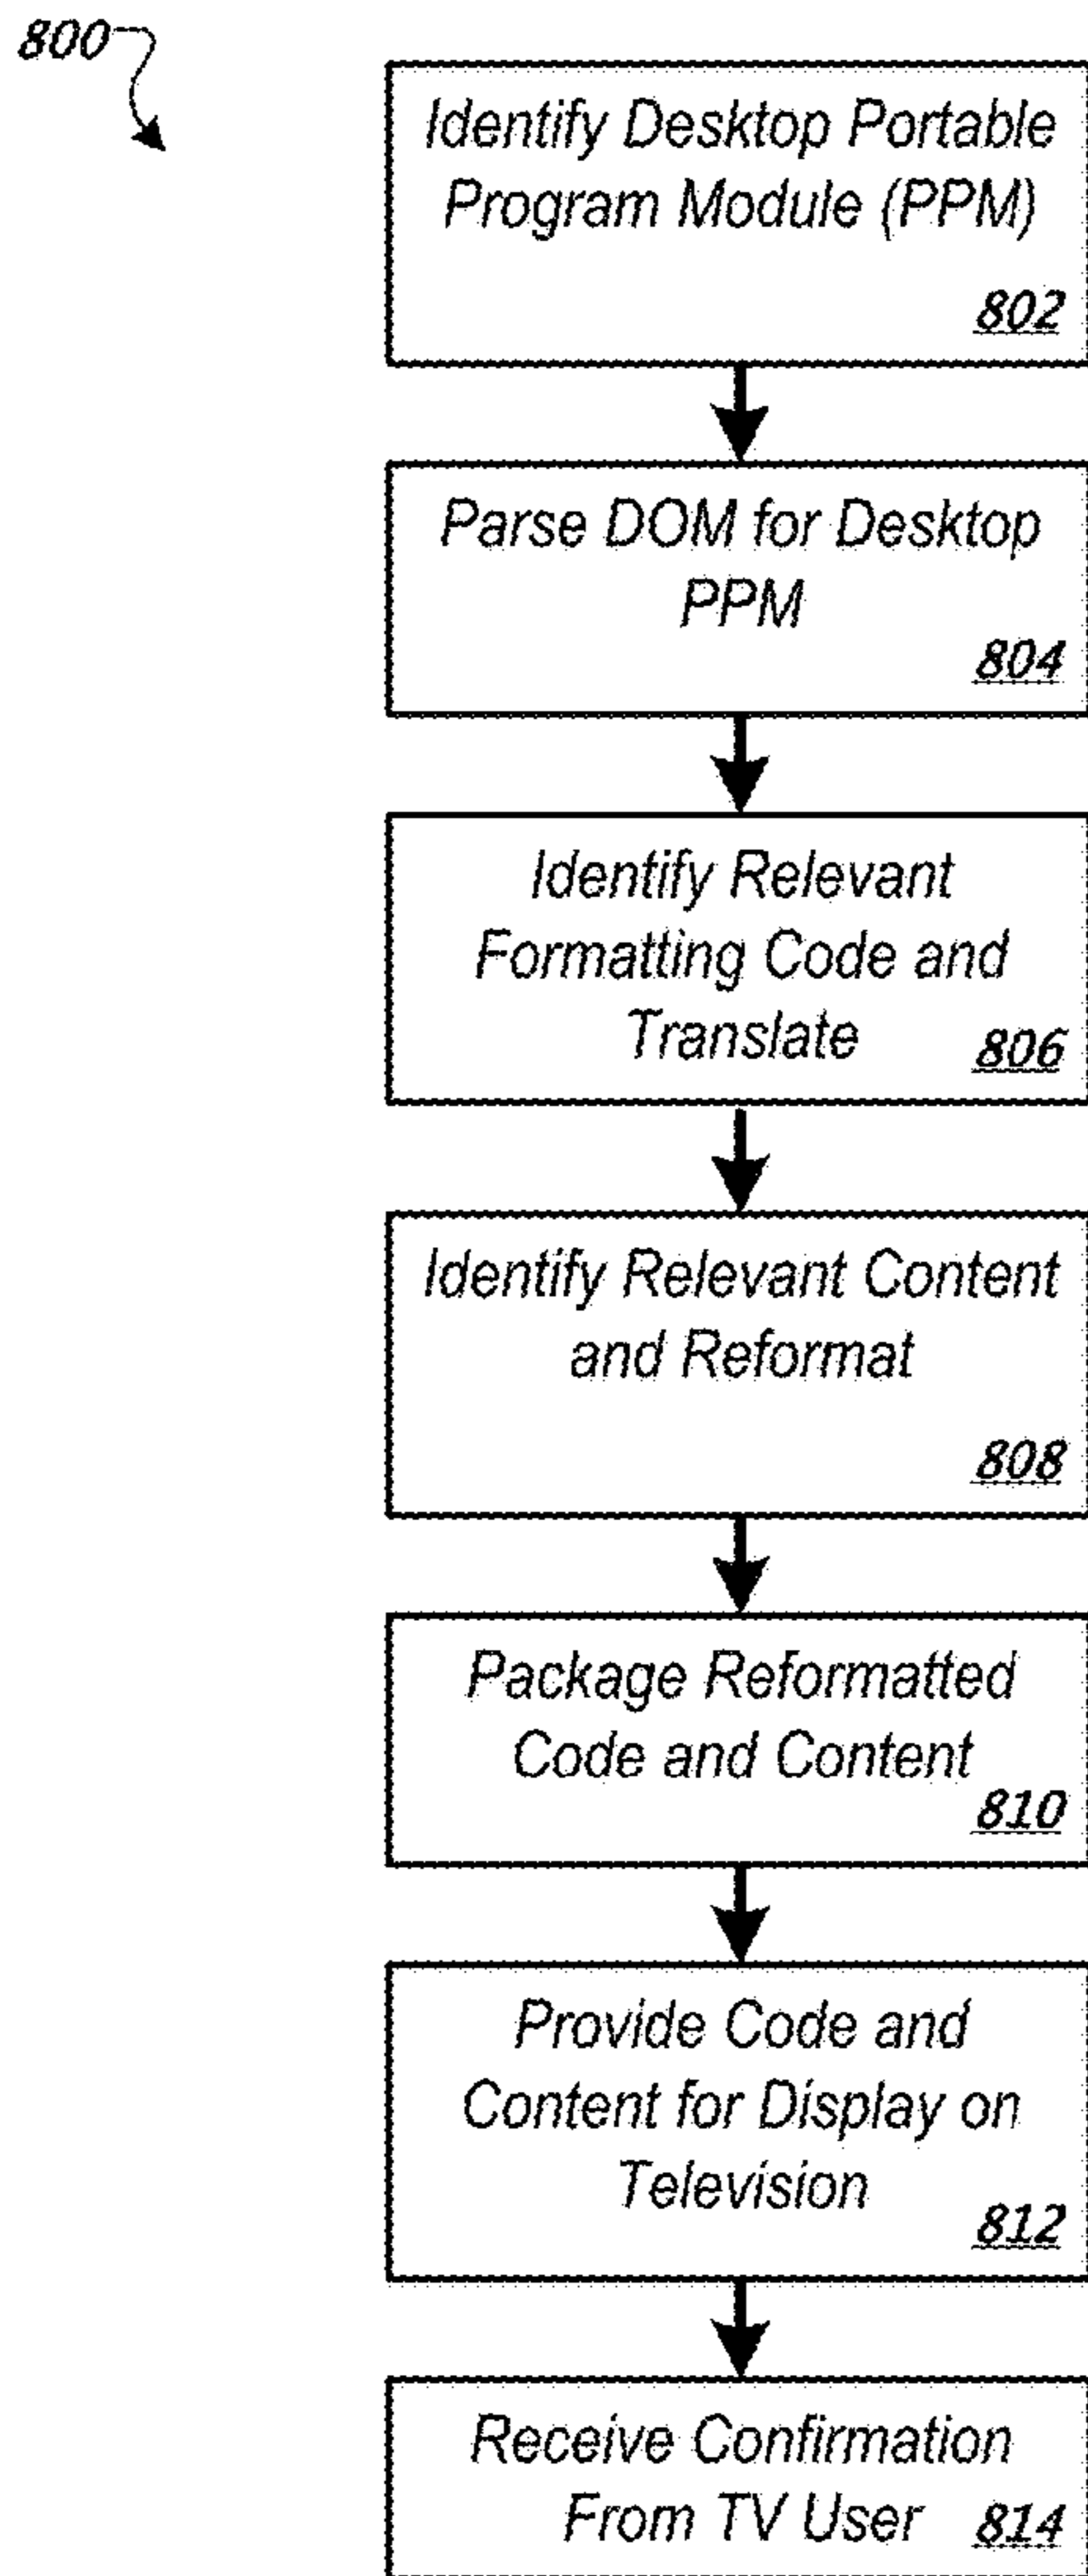 800
Identify Desktop Portable
Program Module (PPM)
802
Parse DOM for Desktop
PPM
804
Identify Relevant
Formatting Code and
Translate 806
Identify Relevant Content
and Reformat
808
Package Reformatted
Code and Content
810
Provide Code and
Content for Display on
Television
812
Receive Confirmation
From TV User 814